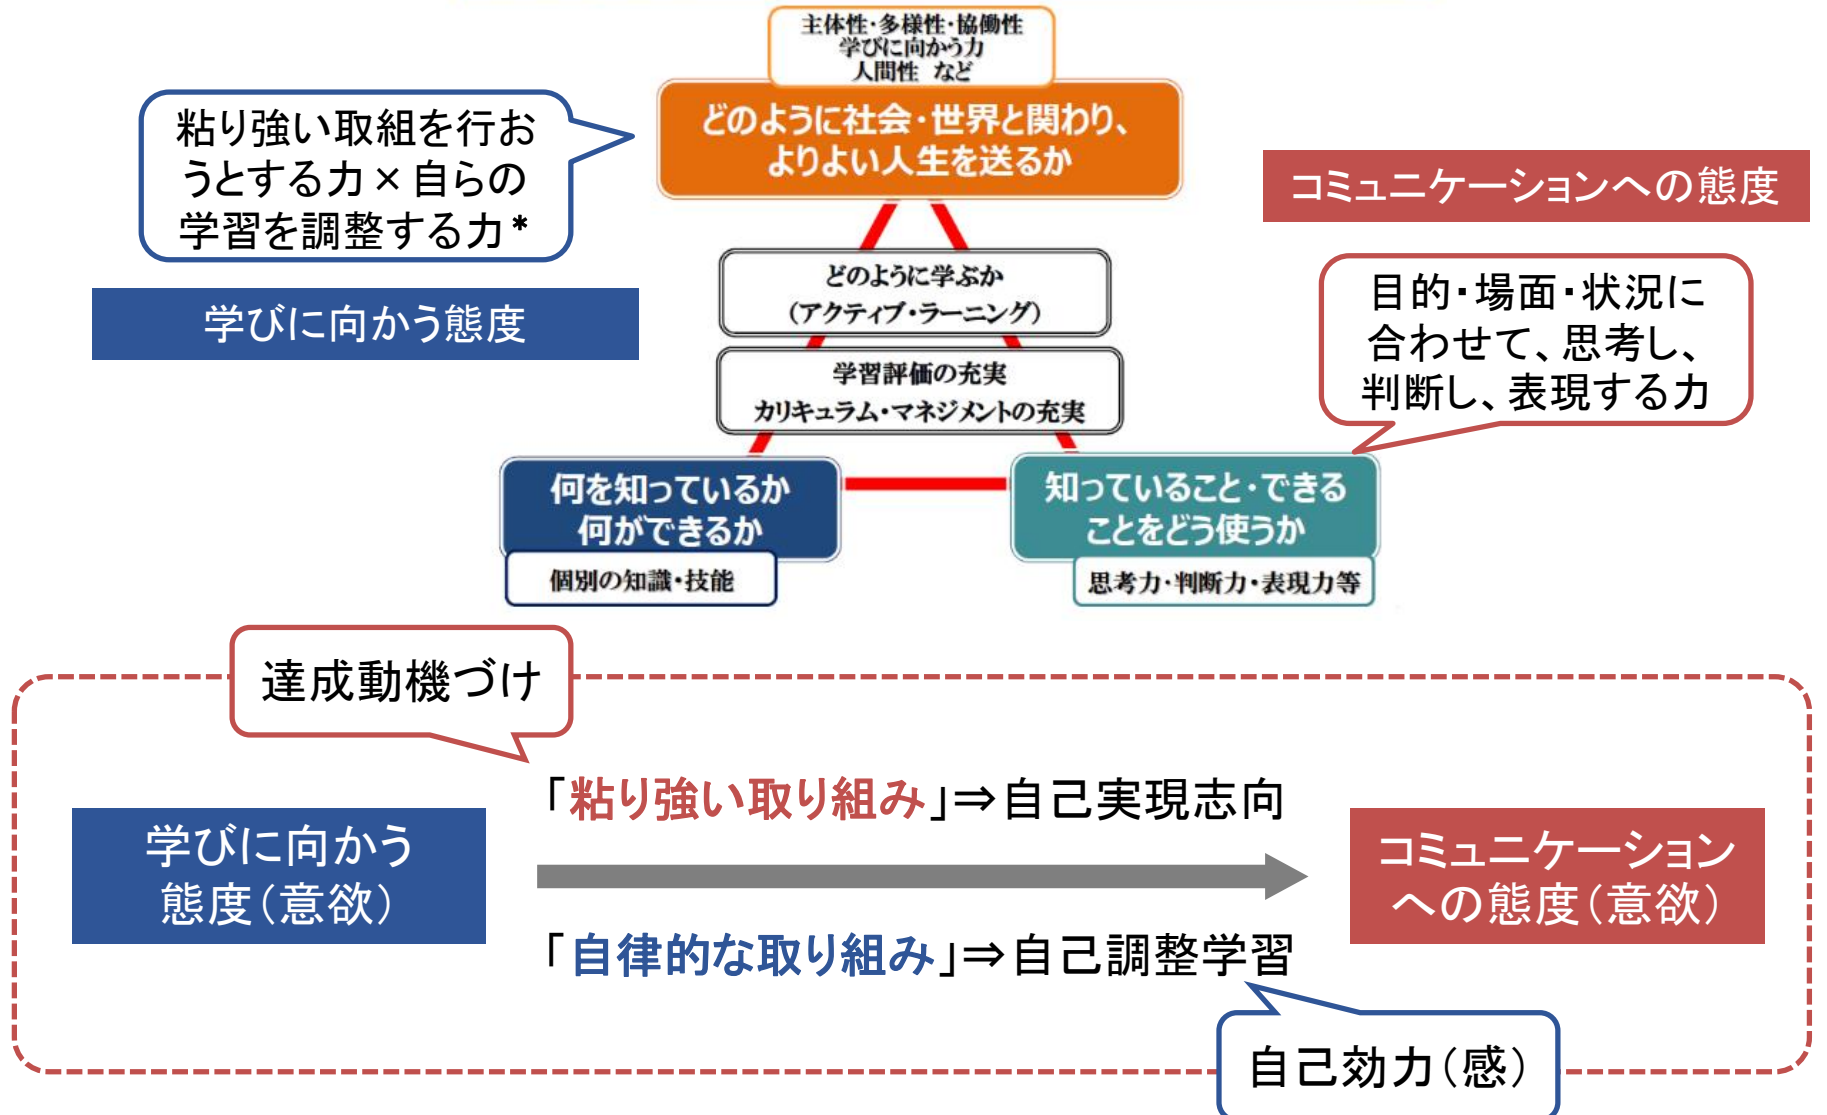 主体性・多様性・協働性
学びに向かう力
人間性 など
どのように社会・世界と関わり、
よりよい人生を送るか
粘り強い取組を行お
うとする力×自らの
学習を調整する力*
学びに向かう態度
コミュニケーションへの態度
目的・場面・状況に
合わせて、思考し、
判断し、表現する力
どのように学ぶか
(アクティブ・ラーニング)
学習評価の充実
カリキュラム・マネジメントの充実
何を知っているか
何ができるか
個別の知識・技能
知っていること・できる
ことをどう使うか
思考力・判断力・表現力等
達成動機づけ
「粘り強い取り組み」⇒自己実現志向
学びに向かう
態度(意欲)
コミュニケーション
への態度(意欲)
「自律的な取り組み」⇒自己調整学習
自己効力(感)